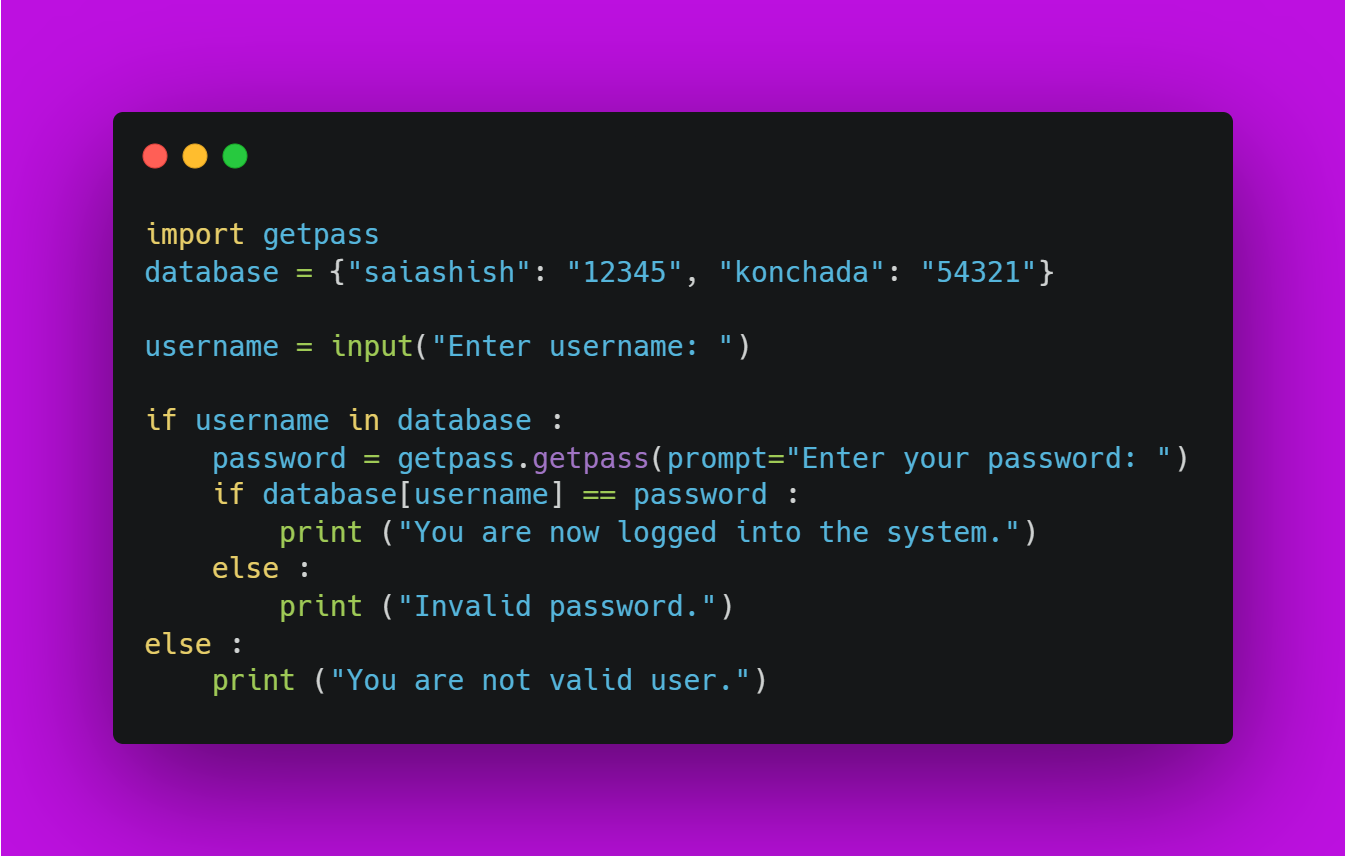 import getpass
database = {"saiashish": "12345", "konchada": "54321"}

username = input("Enter username: ")

if username in database :
    password = getpass.getpass(prompt="Enter your password: ")
    if database[username] == password :
        print ("You are now logged into the system.")
    else :
        print ("Invalid password.")
else :
    print ("You are not valid user.")